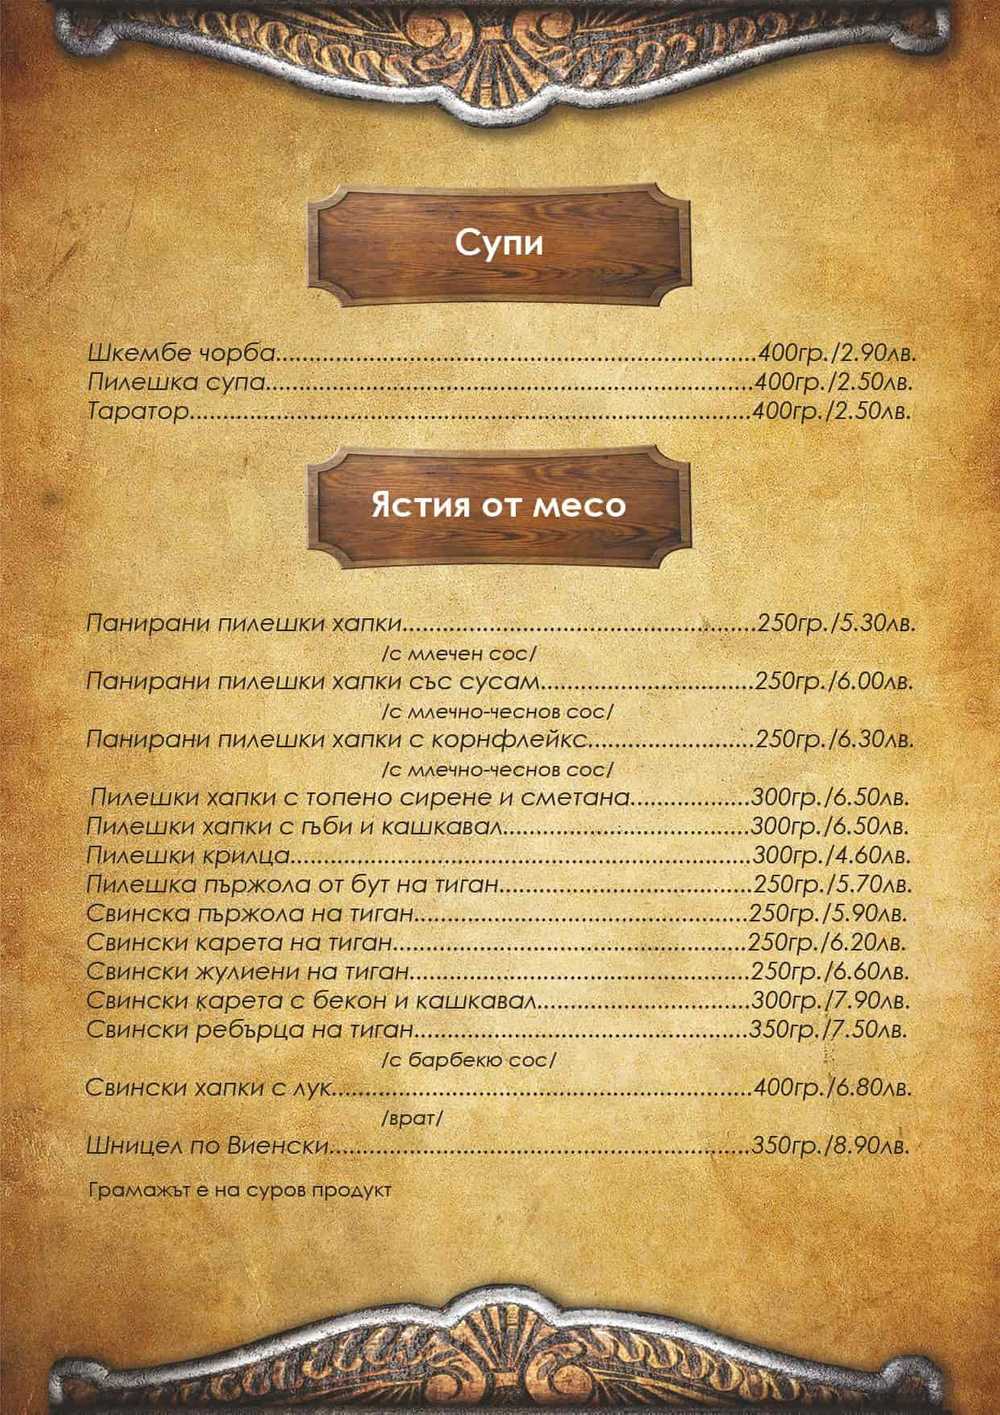 Супи
Шкембе чорба....................400гр./2.90лв.
Пилешка супа....................400гр./2.50лв.
Таратор....................400гр./2.50лв.
Ястия от месо
Панирани пилешки хапки....................250гр./5.30лв.
/с млечен сос/
Панирани пилешки хапки със сусам....................250гр./6.00лв.
/с млечно-чеснов сос/
Панирани пилешки хапки с корнфлейкс....................250гр./6.30лв.
/с млечно-чеснов сос/
Пилешки хапки с топено сирене и сметана....................300гр./6.50лв.
Пилешки хапки с гъби и кашкавал....................300гр./6.50лв.
Пилешки крилца....................300гр./4.60лв.
Пилешка пържола от бут на тиган....................250гр./5.70лв.
Свинска пържола на тиган....................250гр./5.90лв.
Свински карета на тиган....................250гр./6.20лв.
Свински жулиени на тиган....................250гр./6.60лв.
Свински карета с бекон и кашкавал....................300гр./7.90лв.
Свински ребърца на тиган....................350гр./7.50лв.
/с барбекю сос/
Свински хапки с лук....................400гр./6.80лв.
/врат/
Шницел по Виенски....................350гр./8.90лв.
Грамажът е на суров продукт